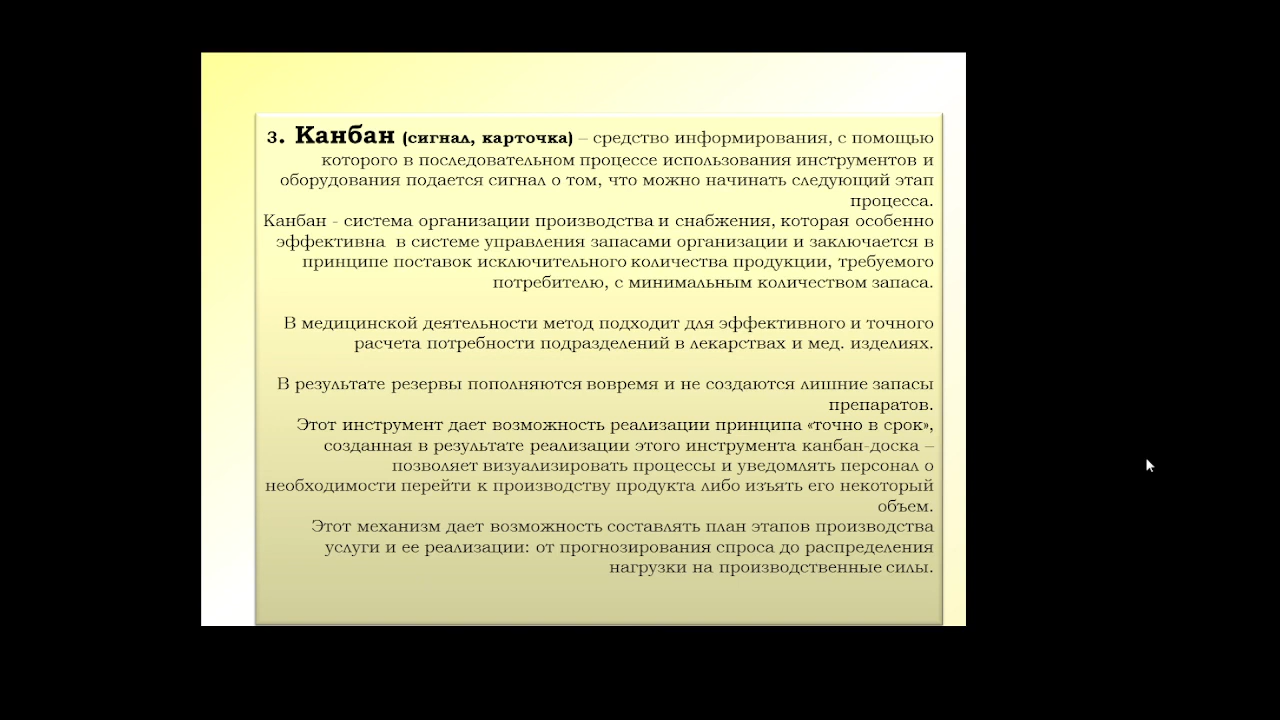 3. Канбан (сигнал, карточка) – средство информирования, с помощью
которого в последовательном процессе использования инструментов и
оборудования подается сигнал о том, что можно начинать следующий этап
процесса.
Канбан - система организации производства и снабжения, которая особенно
эффективна в системе управления запасами организации и заключается в
принципе поставок исключительного количества продукции, требуемого
потребителю, с минимальным количеством запаса.
В медицинской деятельности метод подходит для эффективного и точного
расчета потребности подразделений в лекарствах и мед. изделиях.
В результате резервы пополняются вовремя и не создаются лишние запасы
препаратов.
Этот инструмент дает возможность реализации принципа «точно в срок»,
созданная в результате реализации этого инструмента канбан-доска –
позволяет визуализировать процессы и уведомлять персонал о
необходимости перейти к производству продукта либо изъять его некоторый
объем.
Этот механизм дает возможность составлять план этапов производства
услуги и ее реализации: от прогнозирования спроса до распределения
нагрузки на производственные силы.